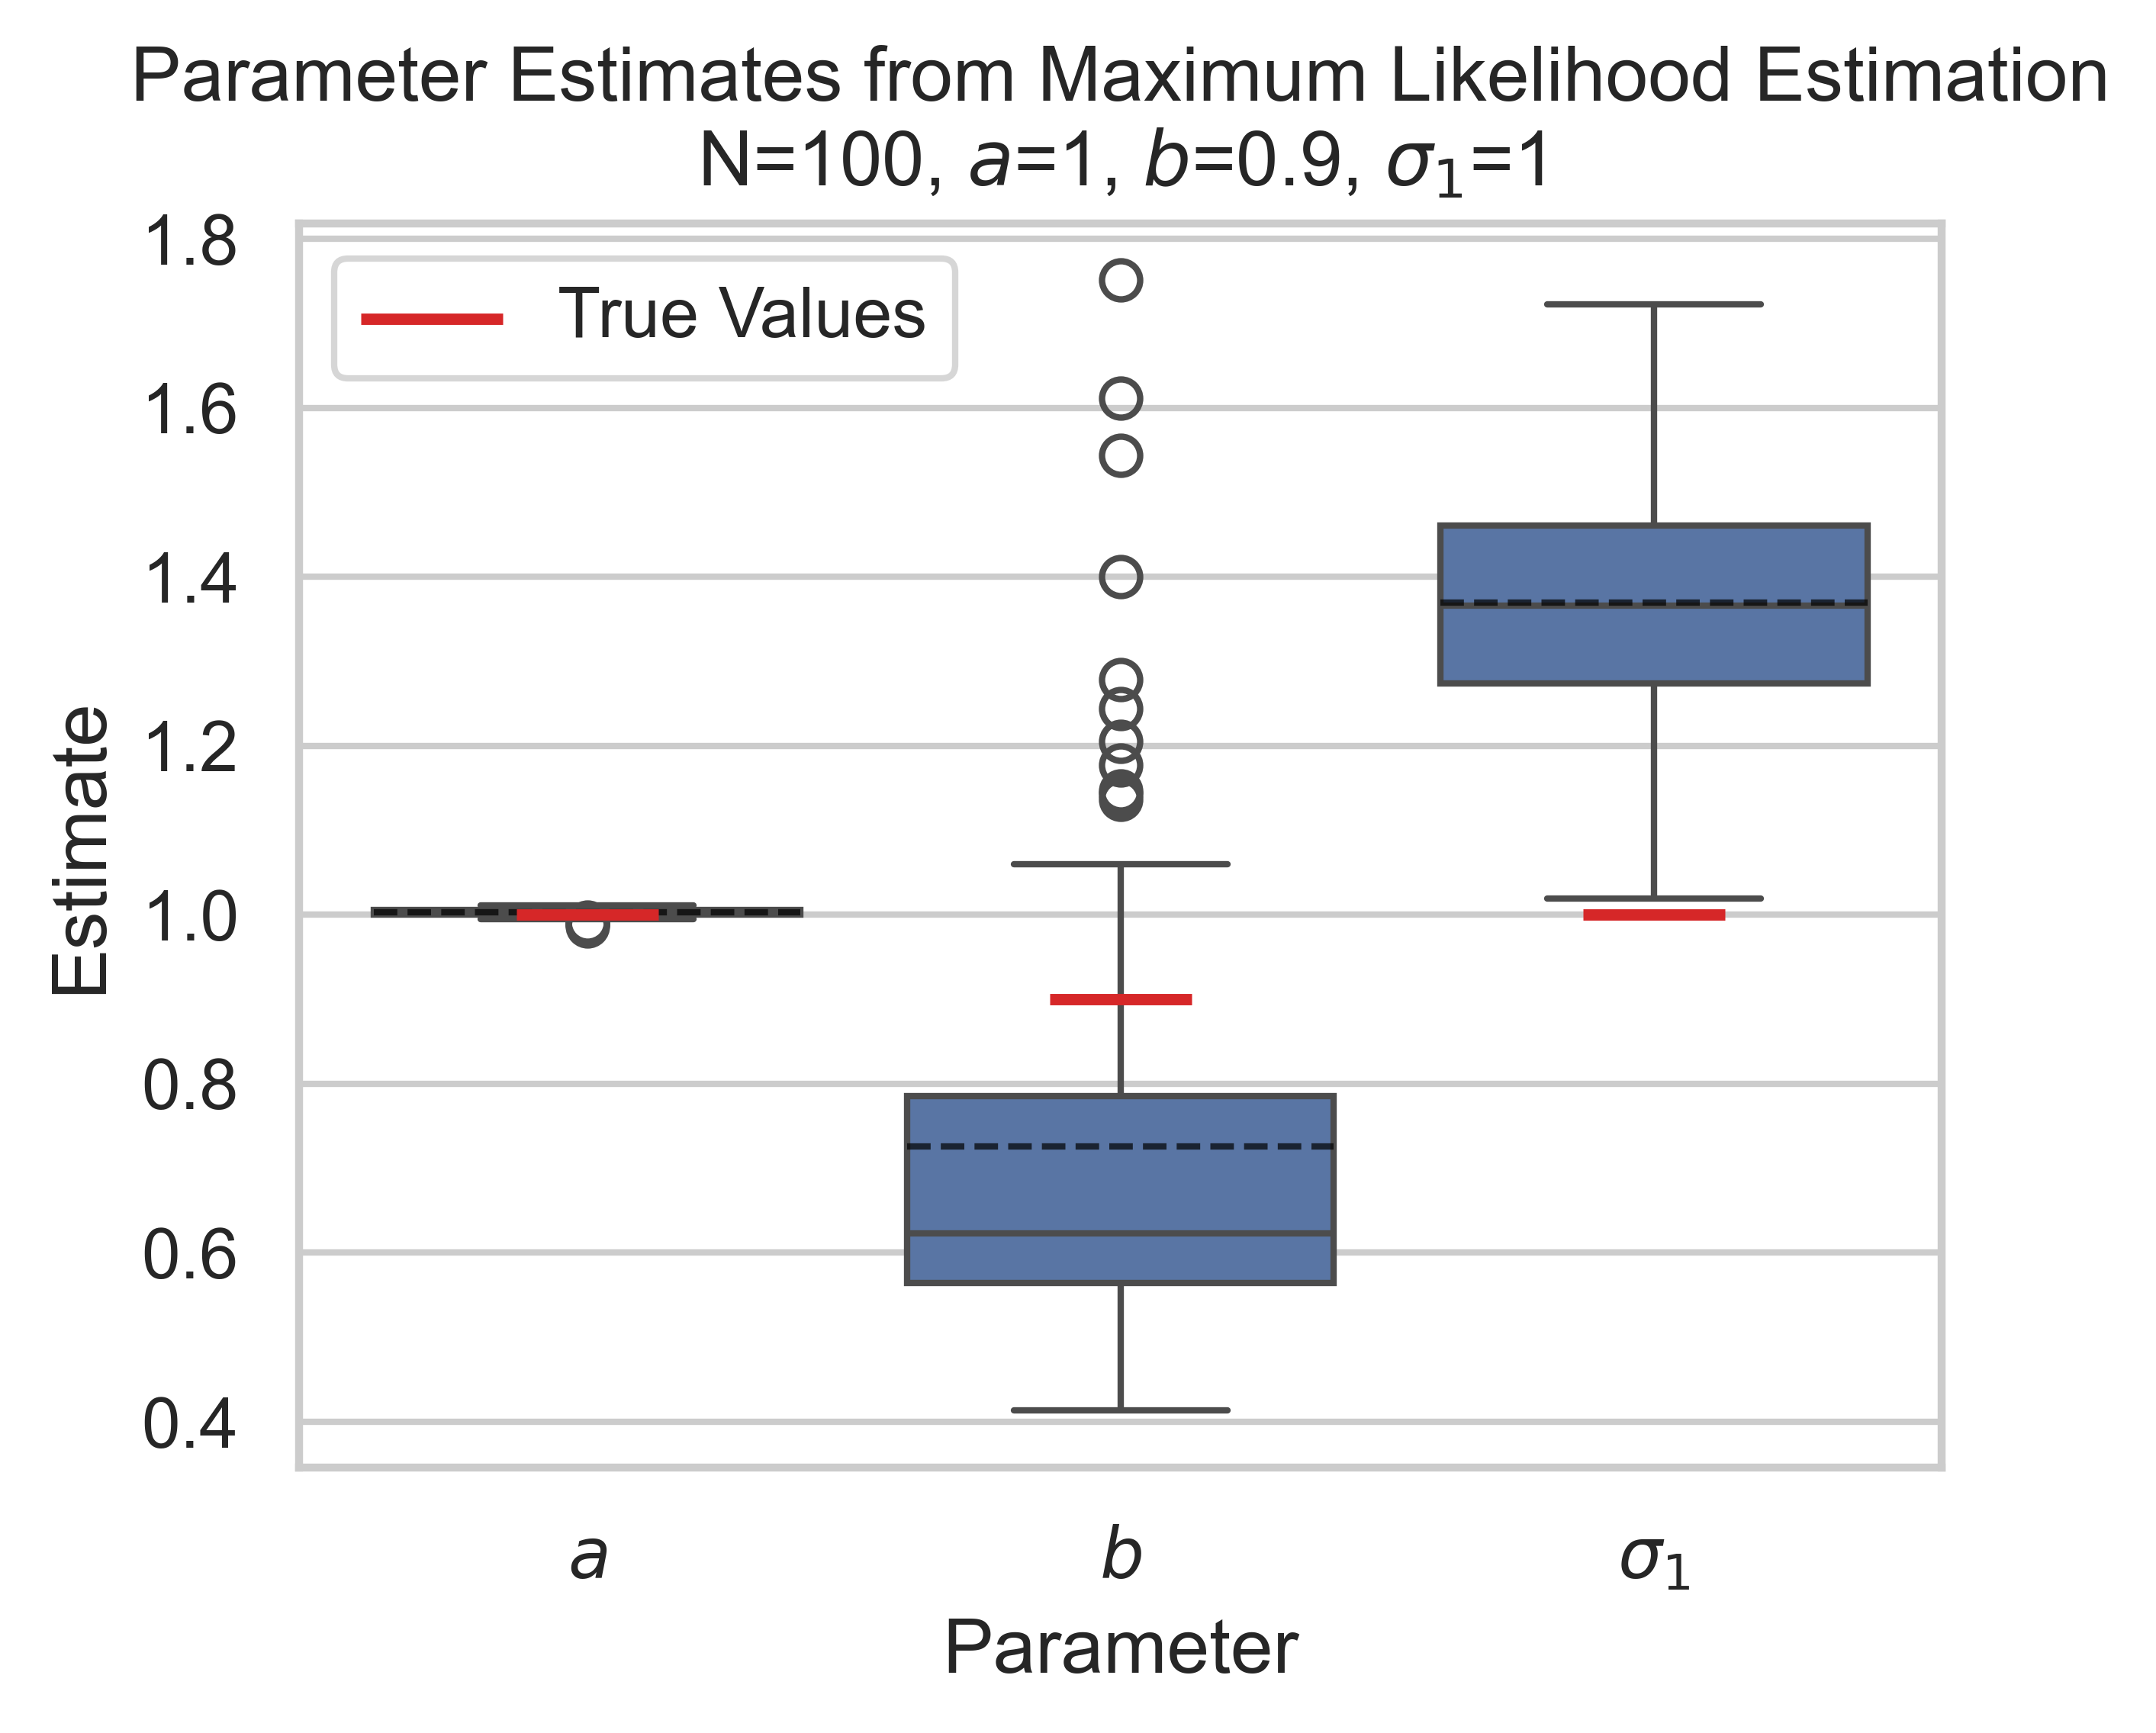 Parameter Estimates from Maximum Likelihood Estimation
N=100, a=1, b=0.9, σ₁=1
True Values
1.8
1.6
1.4
1.2
1.0
0.8
0.6
0.4
Estimate
a
b
σ₁
Parameter